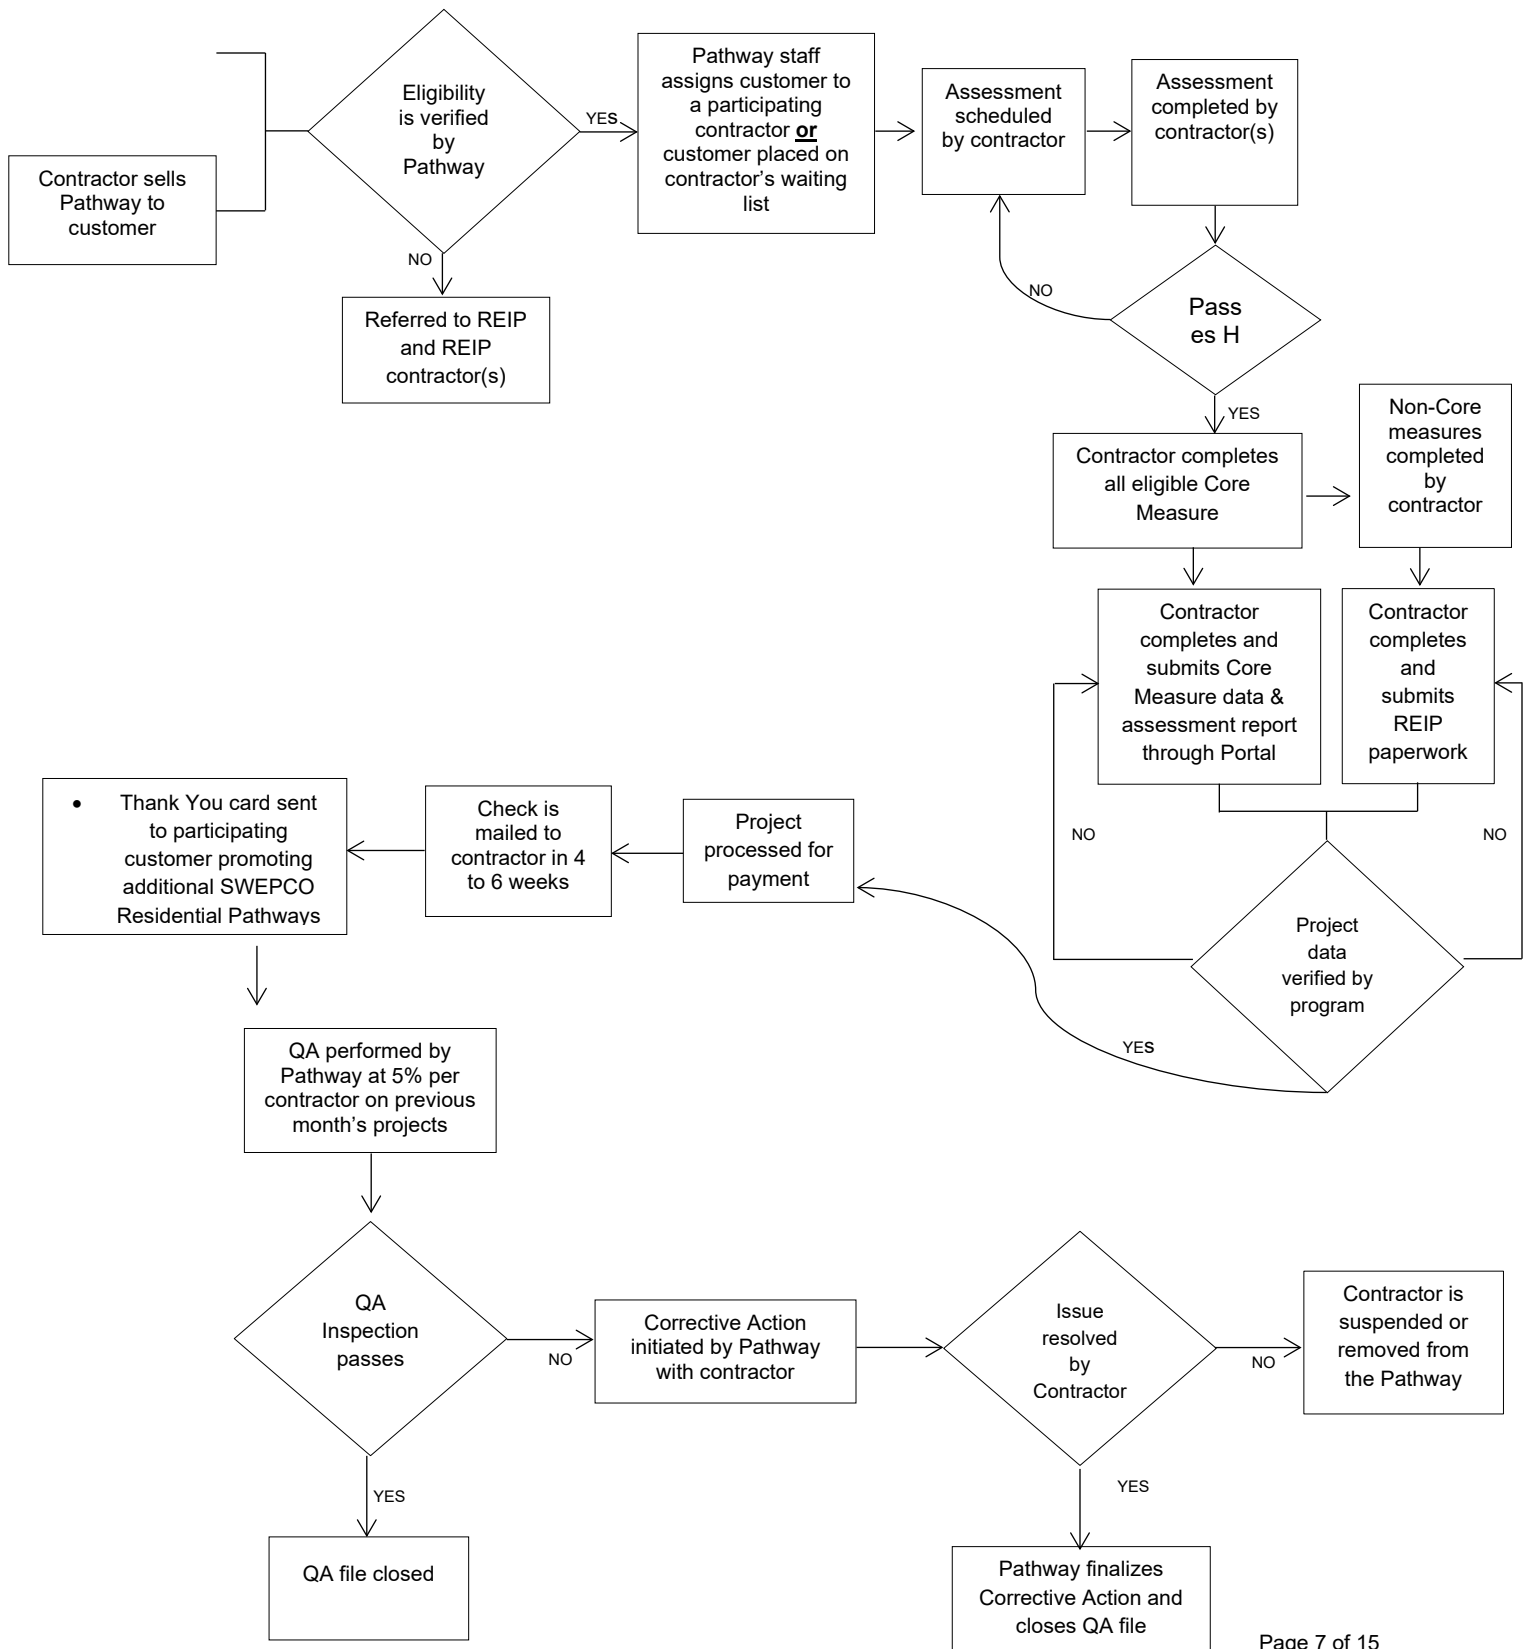 Contractor sells
Pathway to
customer
Eligibility
is verified
by
Pathway
YES
NO
Referred to REIP
and REIP
contractor(s)
Pathway staff
assigns customer to
a participating
contractor or
customer placed on
contractor's waiting
list
Assessment
scheduled
by contractor
Assessment
completed by
contractor(s)
NO
Pass
es H
YES
Contractor completes
all eligible Core
Measure
Non-Core
measures
completed
by
contractor
Contractor
completes and
submits Core
Measure data &
assessment report
through Portal
Contractor
completes
and
submits
REIP
paperwork
NO
NO
Project
data
verified by
program
YES
Project
processed for
payment
Check is
mailed to
contractor in 4
to 6 weeks
• Thank You card sent
to participating
customer promoting
additional SWEPCO
Residential Pathways
QA performed by
Pathway at 5% per
contractor on previous
month's projects
QA
Inspection
passes
NO
YES
QA file closed
Corrective Action
initiated by Pathway
with contractor
Issue
resolved
by
Contractor
NO
YES
Contractor is
suspended or
removed from
the Pathway
Pathway finalizes
Corrective Action and
closes QA file
Page 7 of 15